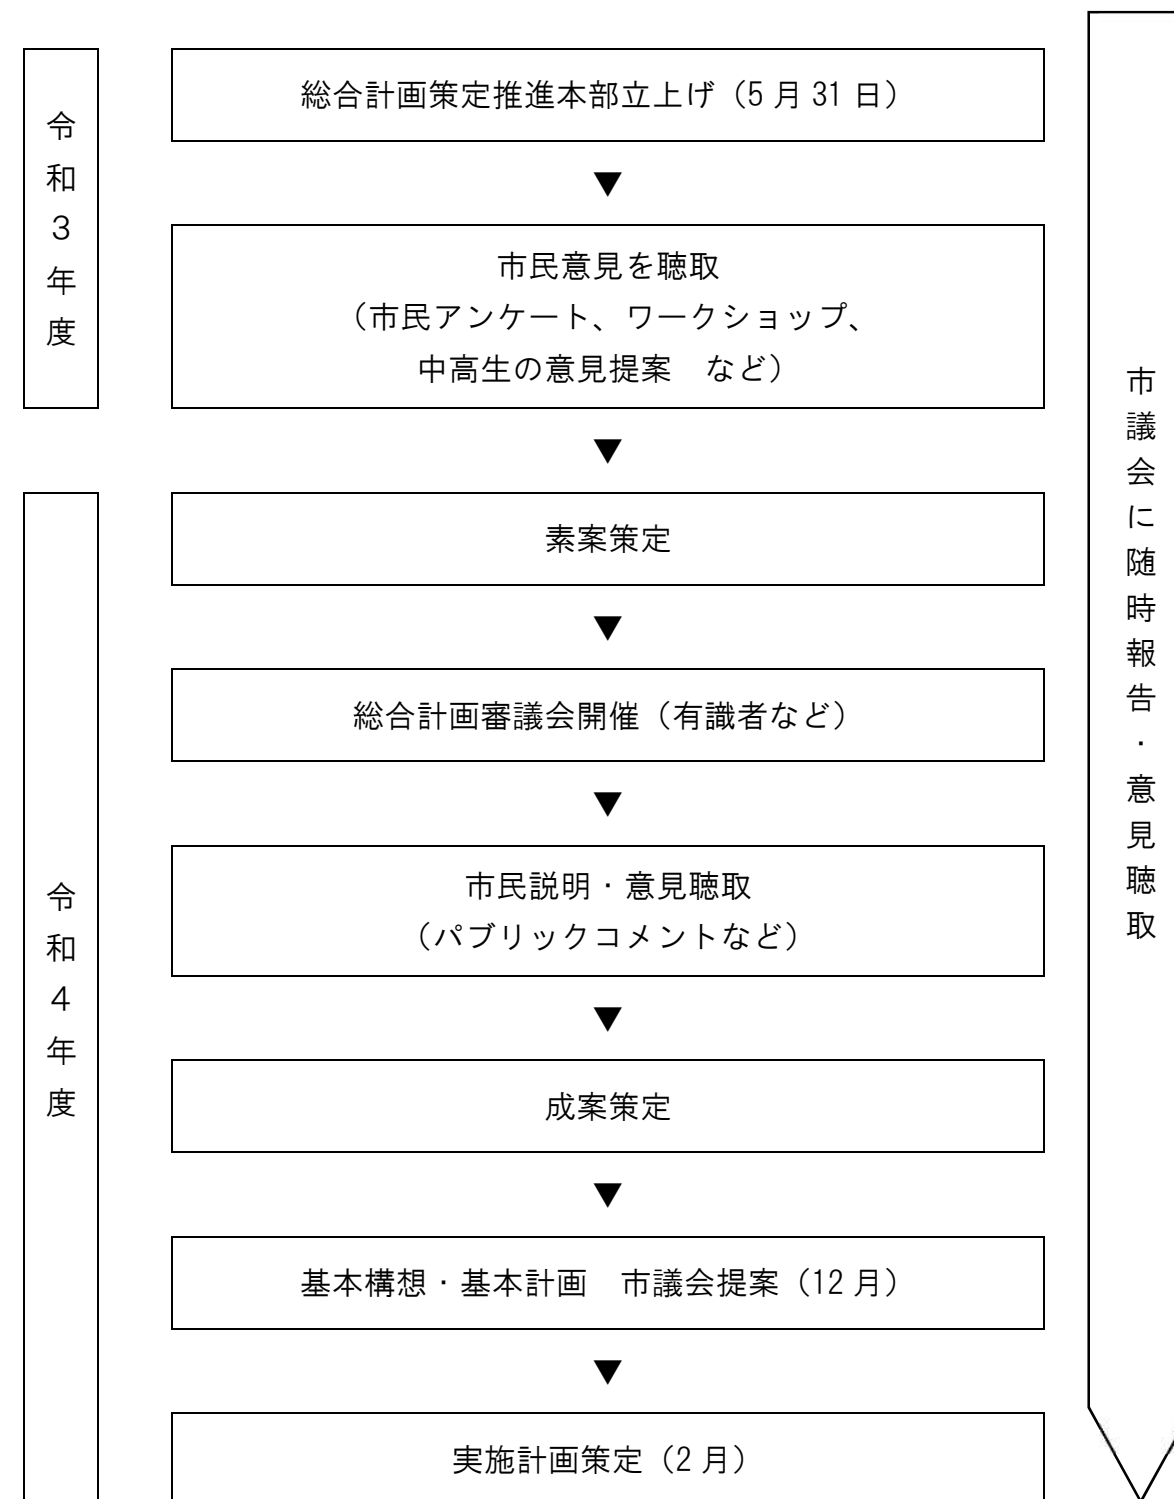 令和３年度
総合計画策定推進本部立上げ（5月31日）
▼
市民意見を聴取
（市民アンケート、ワークショップ、
中高生の意見提案　など）
▼
令和４年度
素案策定
▼
総合計画審議会開催（有識者など）
▼
市民説明・意見聴取
（パブリックコメントなど）
▼
成案策定
▼
基本構想・基本計画　市議会提案（12月）
▼
実施計画策定（2月）
市議会に随時報告・意見聴取